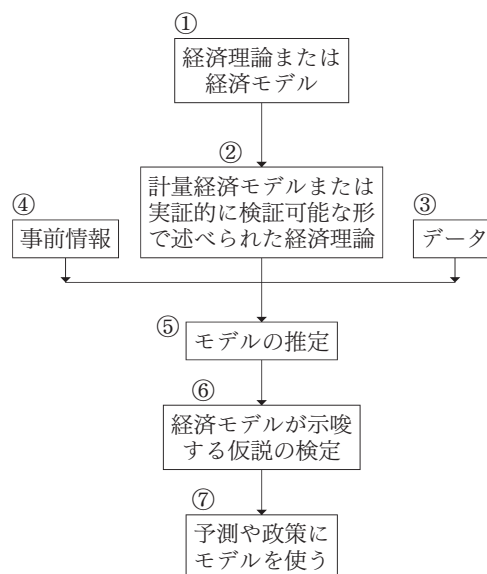 ①
経済理論または
経済モデル
②
計量経済モデルまたは
実証的に検証可能な形
で述べられた経済理論
④
事前情報
③
データ
⑤
モデルの推定
⑥
経済モデルが示唆
する仮説の検定
⑦
予測や政策に
モデルを使う